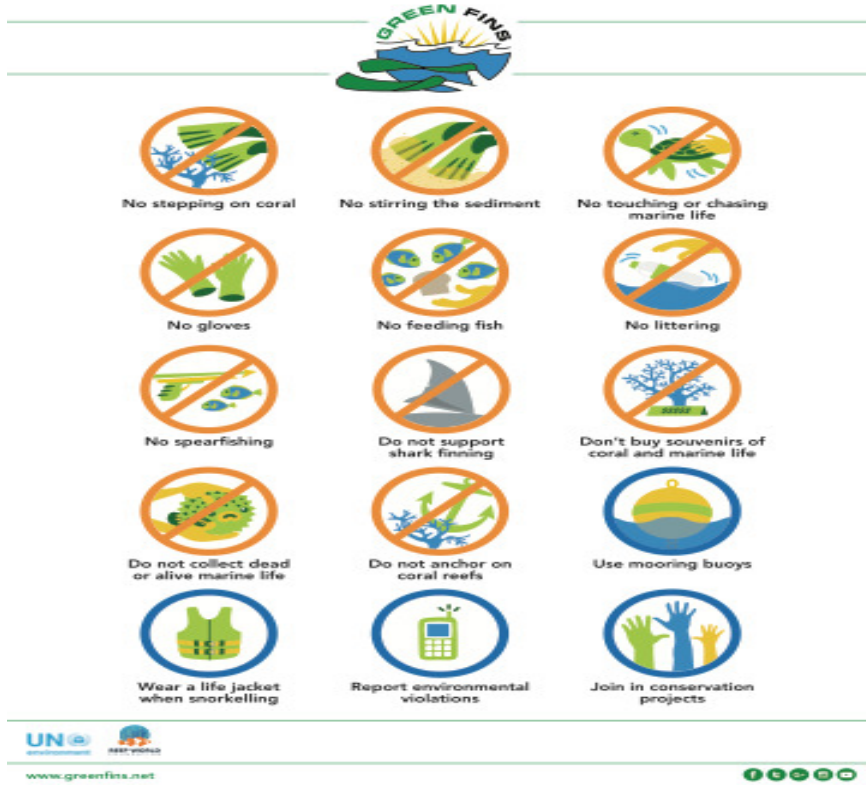 GREEN FINS
No stepping on coral
No stirring the sediment
No touching or chasing
marine life
No gloves
No feeding fish
No littering
No spearfishing
Do not support
shark finning
Don't buy souvenirs of
coral and marine life
Do not collect dead
or alive marine life
Do not anchor on
coral reefs
Use mooring buoys
Wear a life jacket
when snorkelling
Report environmental
violations
Join in conservation
projects
UN
environment
REEF-WORLD
www.greenfins.net